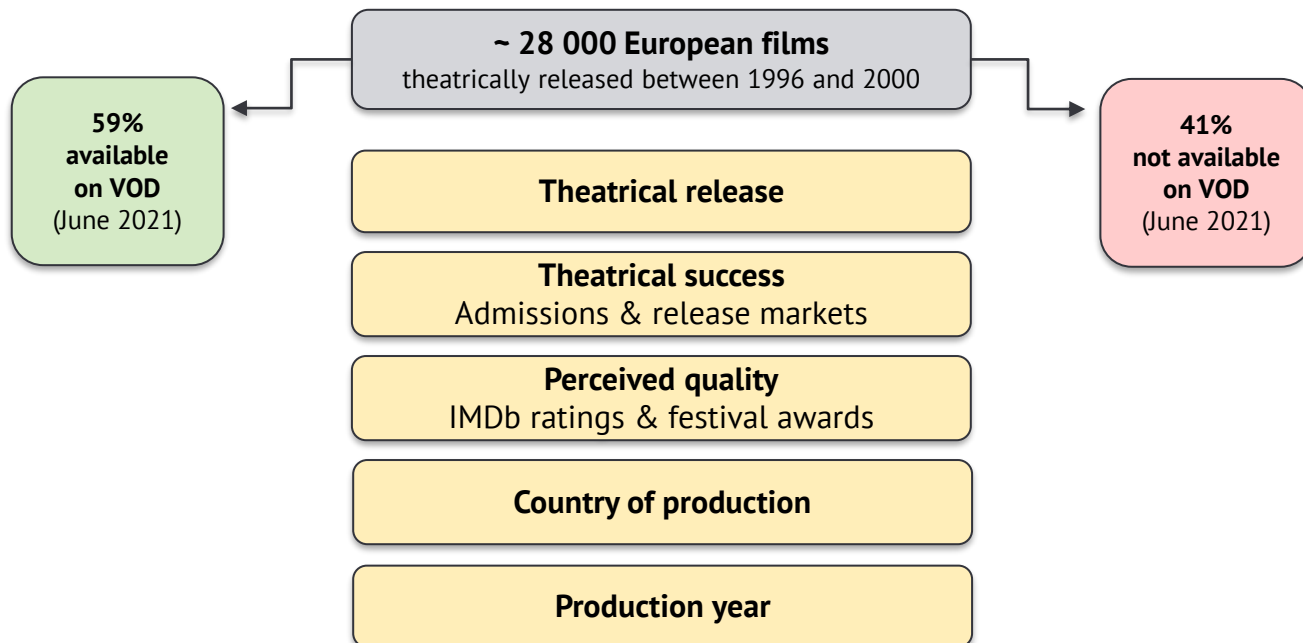 ~ 28 000 European films
theatrically released between 1996 and 2000
59%
available
on VOD
(June 2021)
41%
not available
on VOD
(June 2021)
Theatrical release
Theatrical success
Admissions & release markets
Perceived quality
IMDb ratings & festival awards
Country of production
Production year